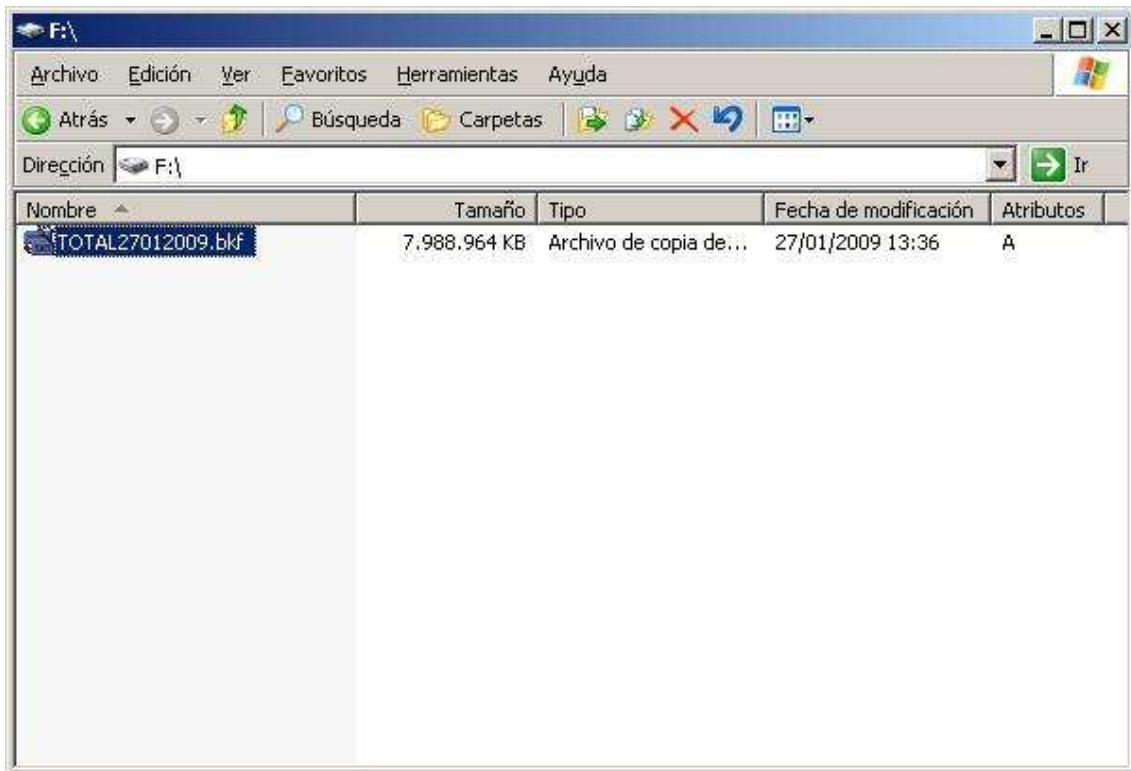 F:\
Archivo Edición Ver Favoritos Herramientas Ayuda
Atrás Búsqueda Carpetas
Dirección F:\ Ir
Nombre Tamaño Tipo Fecha de modificación Atributos
TOTAL27012009.bkf 7.988.964 KB Archivo de copia de... 27/01/2009 13:36 A